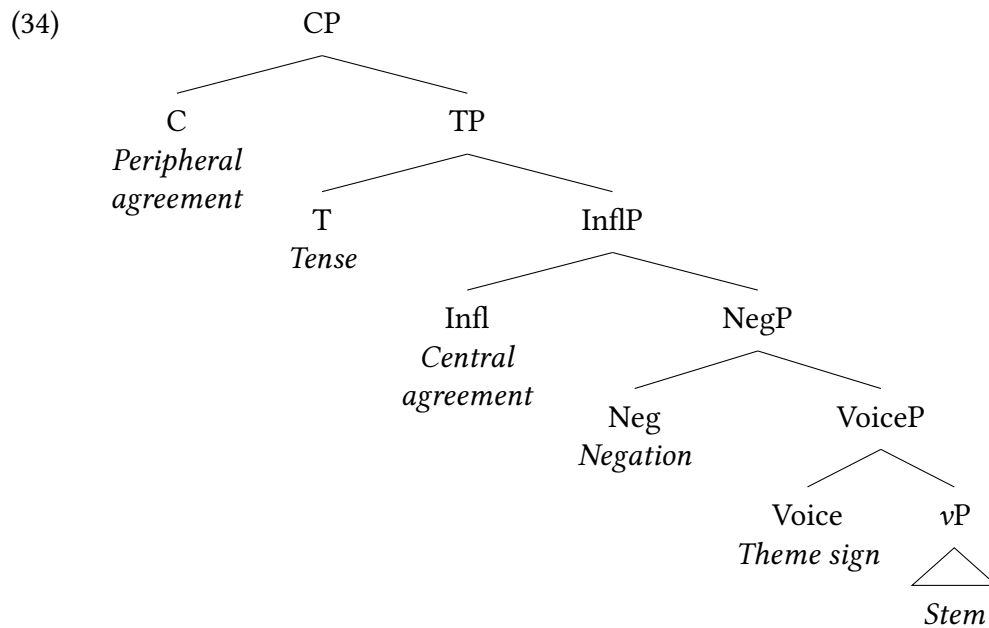 (34) CP
C TP
Peripheral
agreement
T InflP
Tense
Infl NegP
Central
agreement
Neg VoiceP
Negation
Voice vP
Theme sign
Stem